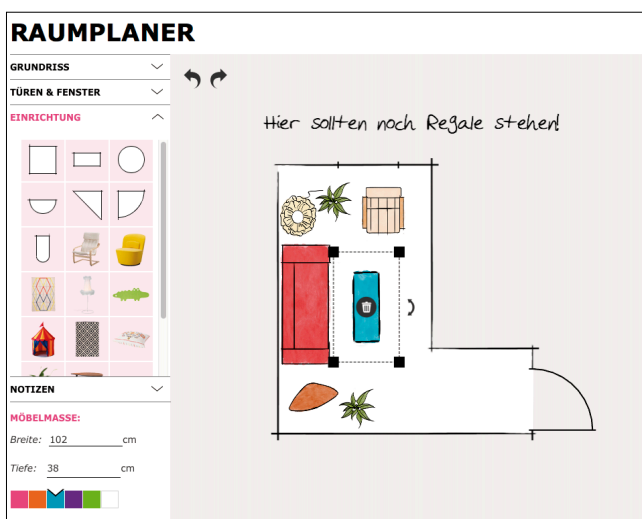 RAUMPLANER
GRUNDRISS
TÜREN & FENSTER
EINRICHTUNG
Hier sollten noch Regale stehen!
NOTIZEN
MÖBELMASSE:
Breite: 102 cm
Tiefe: 38 cm